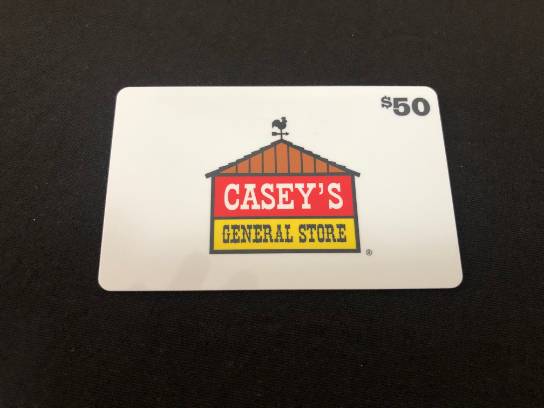 $50
CASEY'S
GENERAL STORE
®